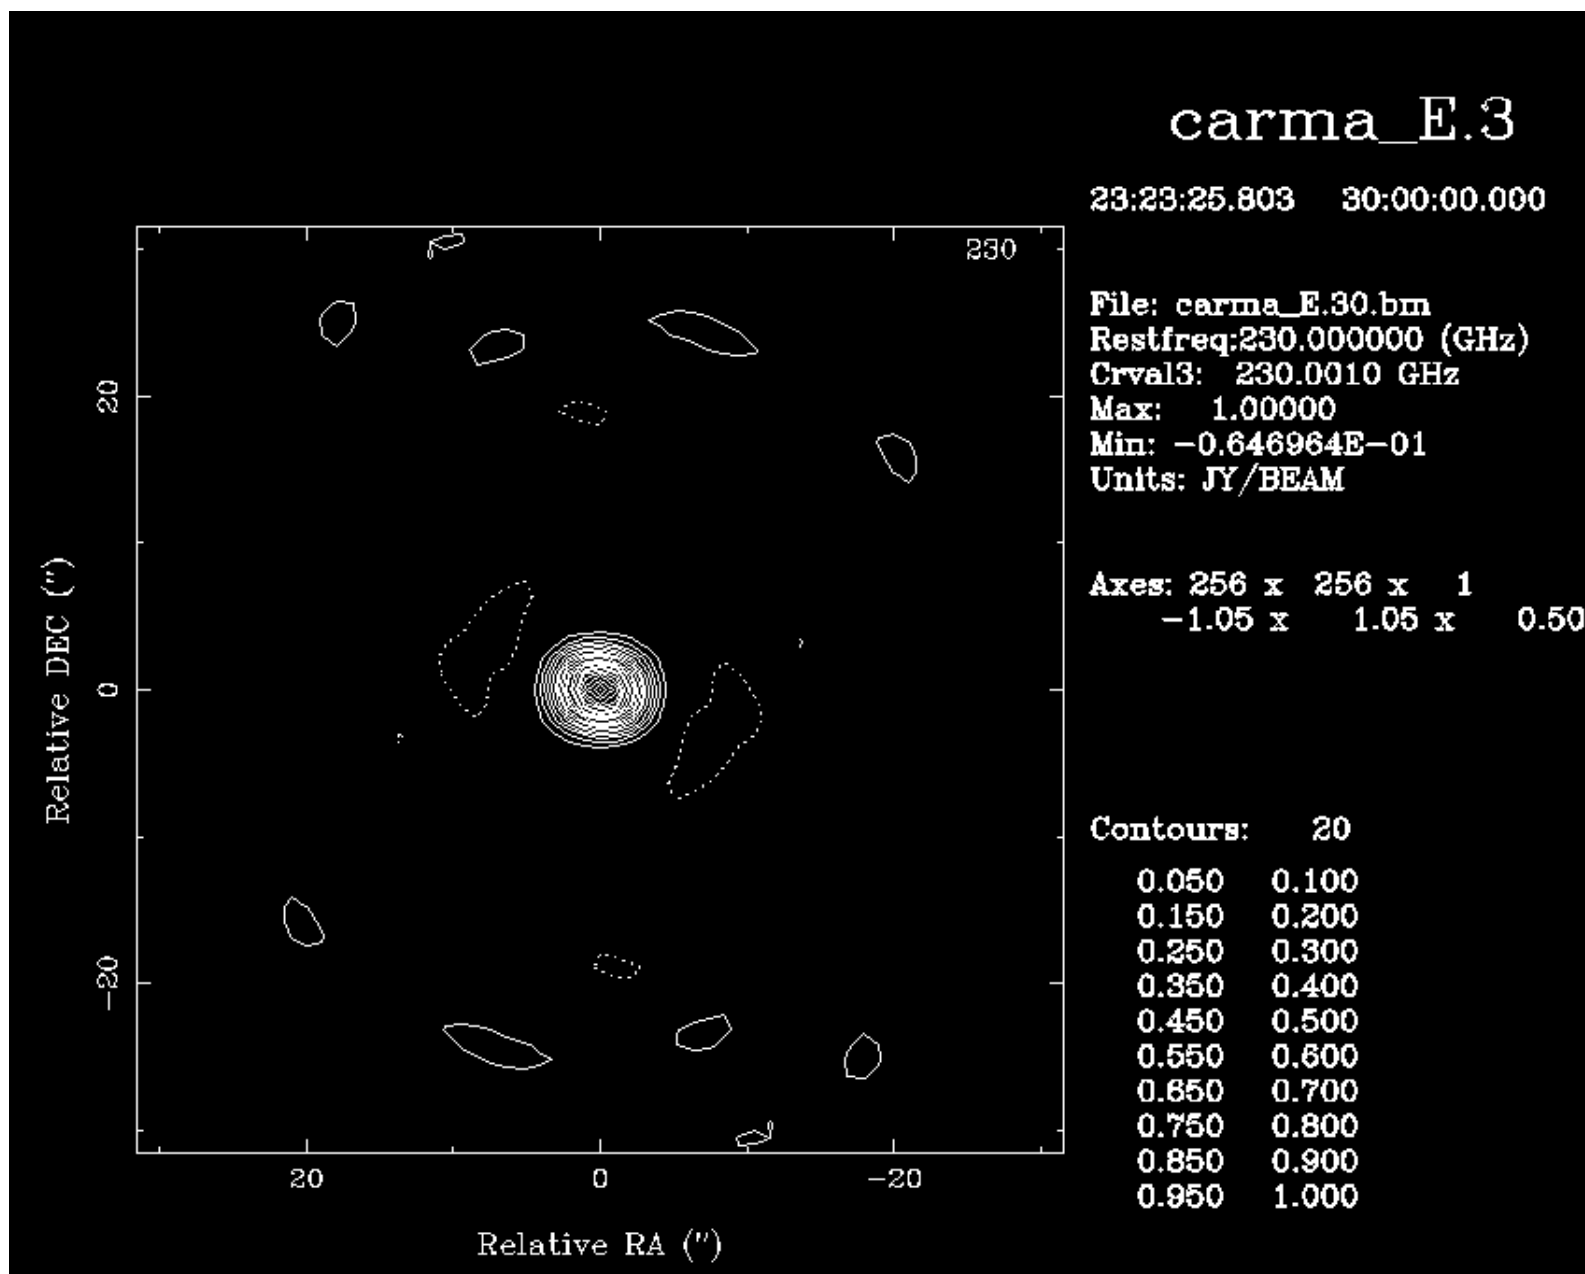 carma_E.3
23:23:25.803 30:00:00.000
230
File: carma_E.30.bm
Restfreq:230.000000 (GHz)
Crval3: 230.0010 GHz
Max: 1.00000
Min: -0.646964E-01
Units: JY/BEAM
Axes: 256 x 256 x 1
-1.05 x 1.05 x 0.50
Contours: 20
0.050 0.100
0.150 0.200
0.250 0.300
0.350 0.400
0.450 0.500
0.550 0.600
0.650 0.700
0.750 0.800
0.850 0.900
0.950 1.000
Relative DEC (")
20
0
-20
20 0 -20
Relative RA (")